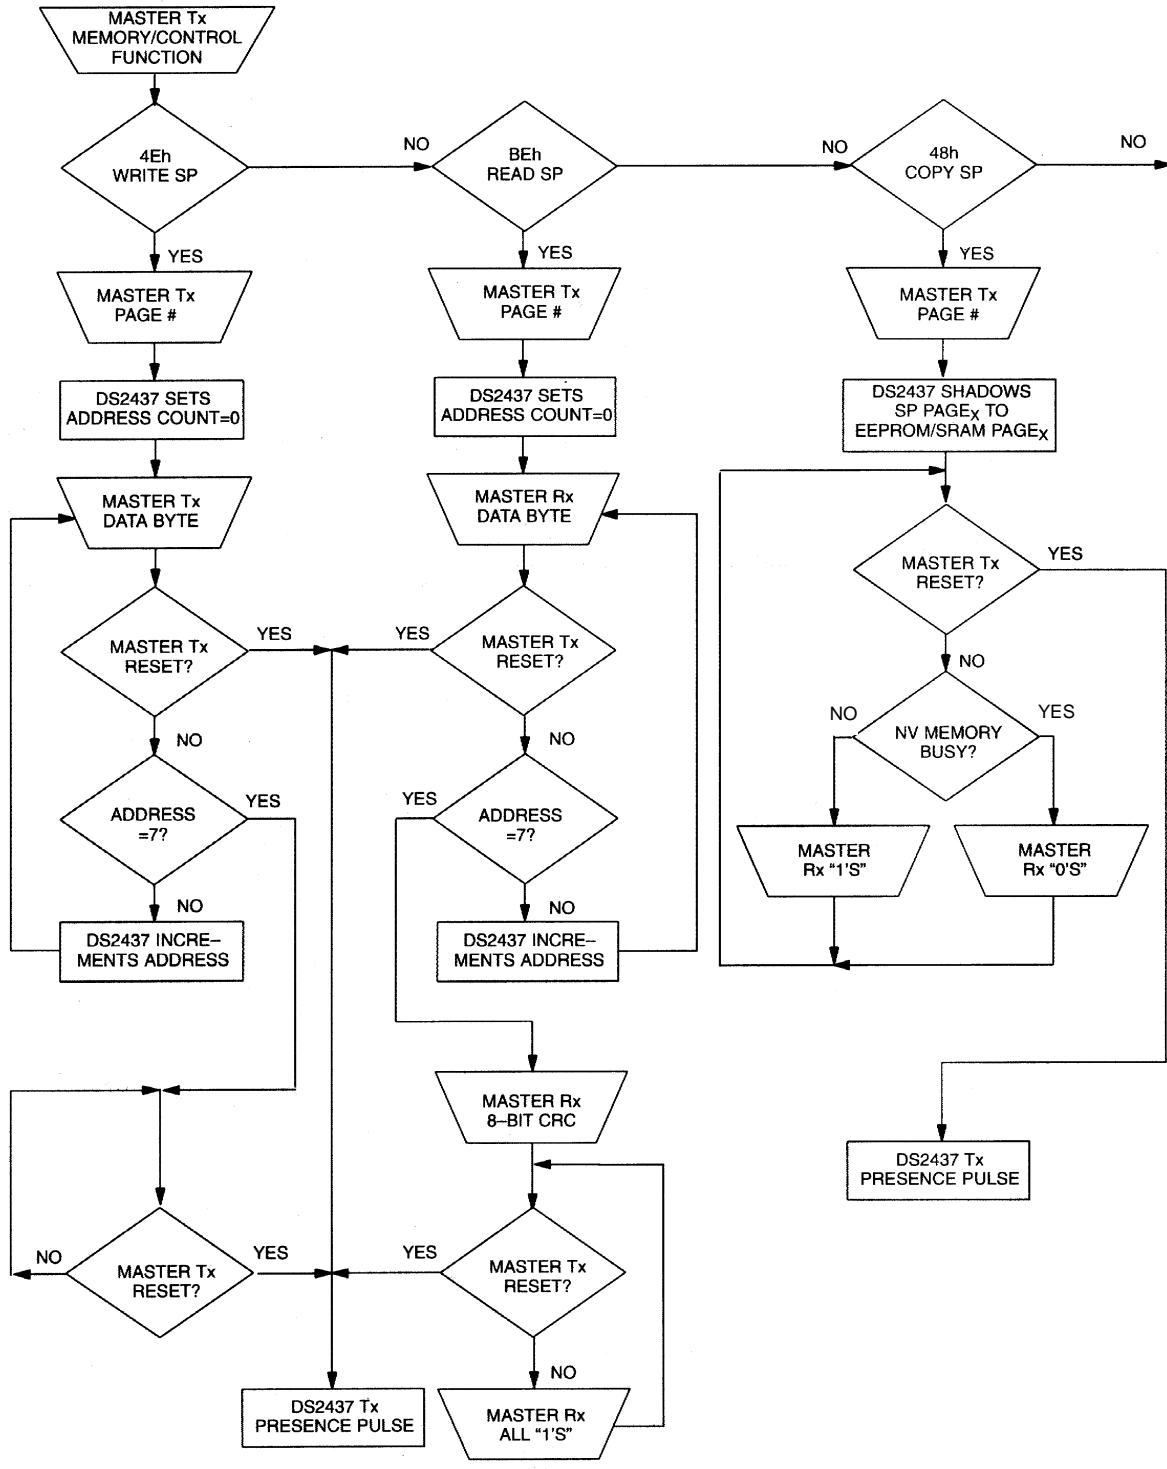 MASTER Tx
MEMORY/CONTROL
FUNCTION
4Eh
WRITE SP
NO
BEh
READ SP
NO
48h
COPY SP
NO
YES
YES
YES
MASTER Tx
PAGE #
MASTER Tx
PAGE #
MASTER Tx
PAGE #
DS2437 SETS
ADDRESS COUNT=0
DS2437 SETS
ADDRESS COUNT=0
DS2437 SHADOWS
SP PAGEX TO
EEPROM/SRAM PAGEX
MASTER Tx
DATA BYTE
MASTER Rx
DATA BYTE
MASTER Tx
RESET?
YES
MASTER Tx
RESET?
YES
YES
MASTER Tx
RESET?
NO
NO
NO
NV MEMORY
BUSY?
NO
YES
ADDRESS
=7?
YES
YES
ADDRESS
=7?
MASTER
Rx “1’S”
MASTER
Rx “0’S”
NO
NO
DS2437 INCRE–
MENTS ADDRESS
DS2437 INCRE–
MENTS ADDRESS
MASTER Rx
8–BIT CRC
DS2437 Tx
PRESENCE PULSE
NO
MASTER Tx
RESET?
YES
YES
MASTER Tx
RESET?
NO
DS2437 Tx
PRESENCE PULSE
MASTER Rx
ALL “1’S”